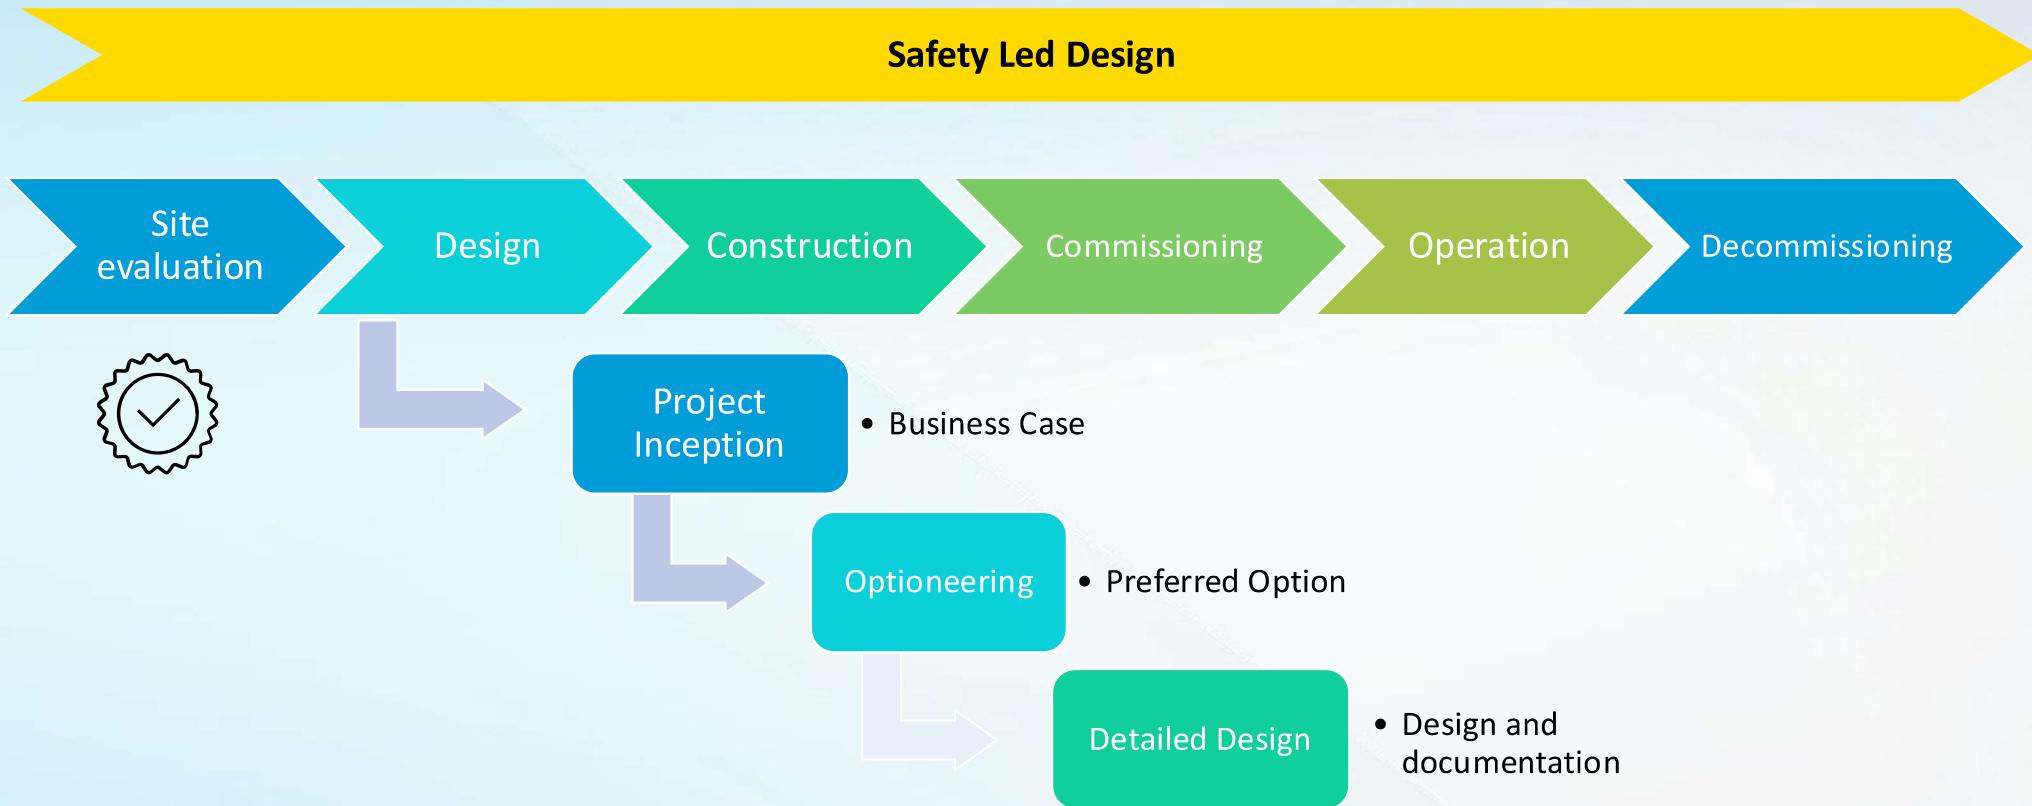 Safety Led Design
Site
evaluation
Design
Construction
Commissioning
Operation
Decommissioning
Project
Inception
• Business Case
Optioneering
• Preferred Option
Detailed Design
• Design and
documentation